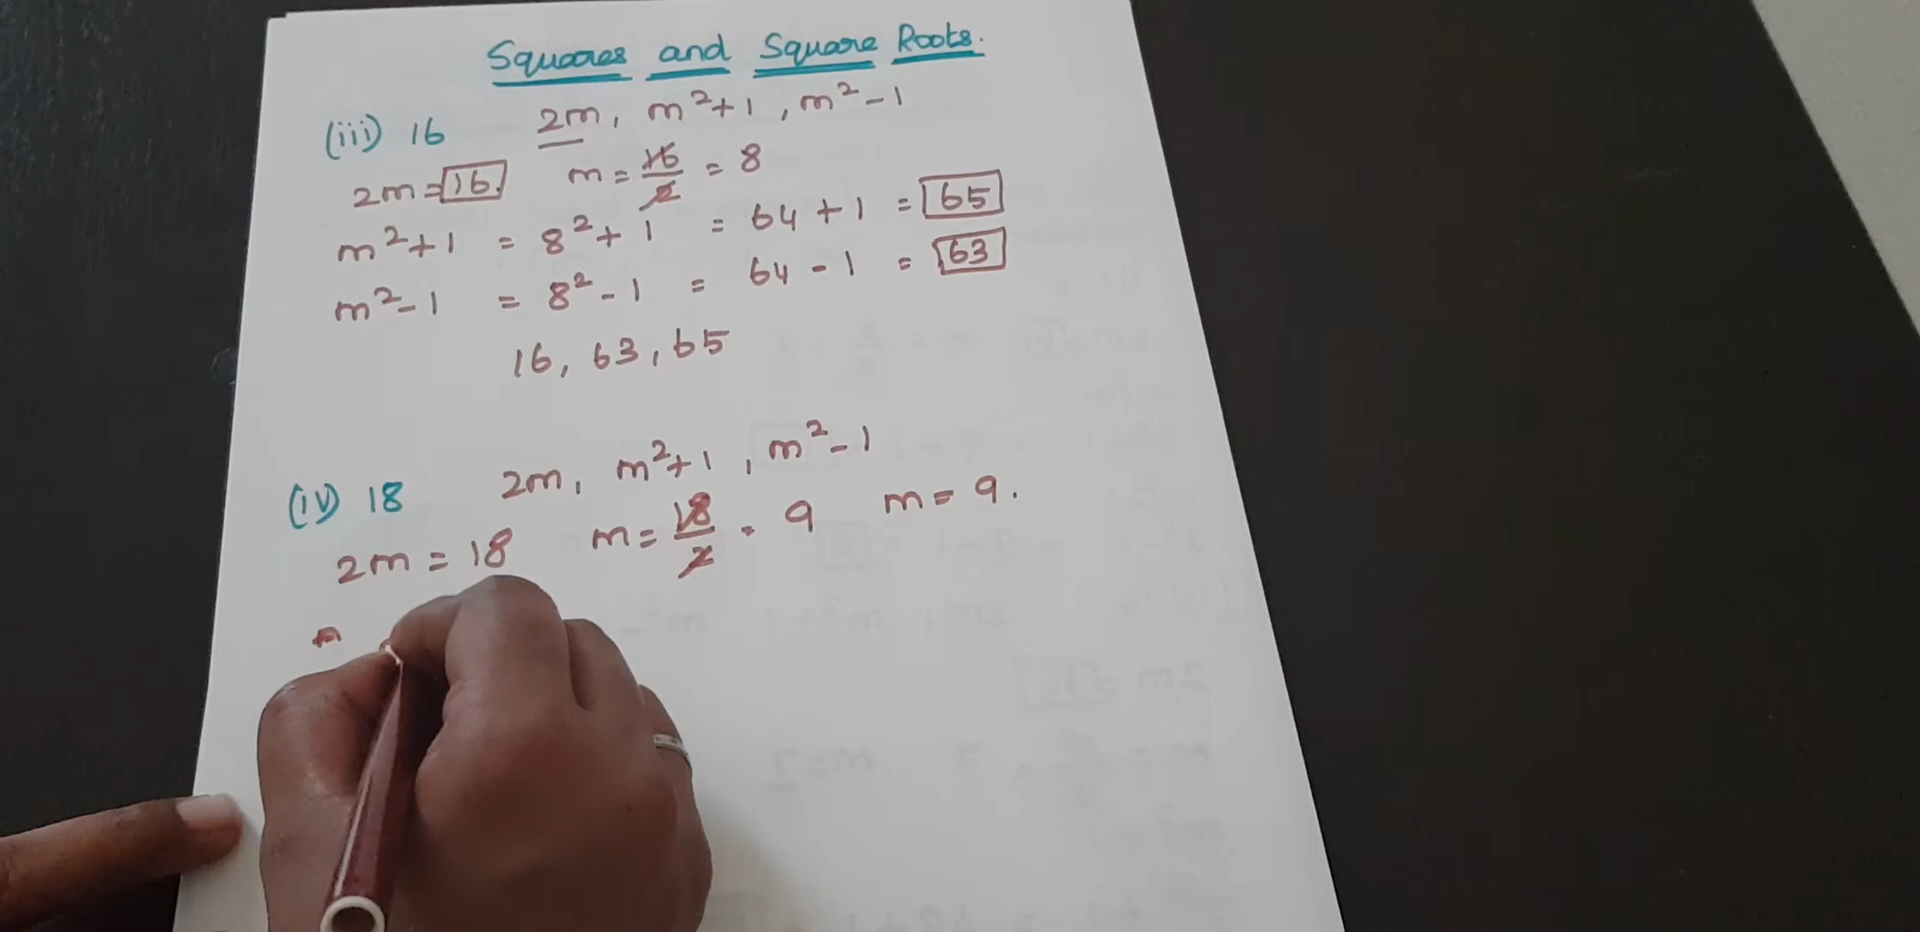 Squares and Square Roots.
(iii) 16 2m, m²+1, m²-1
2m=16. m=16/2 = 8
m²+1 = 8²+1 = 64+1 = 65
m²-1 = 8²-1 = 64-1 = 63
16, 63, 65
(iv) 18 2m, m²+1, m²-1
2m=18 m=18/2 = 9 m=9.
m